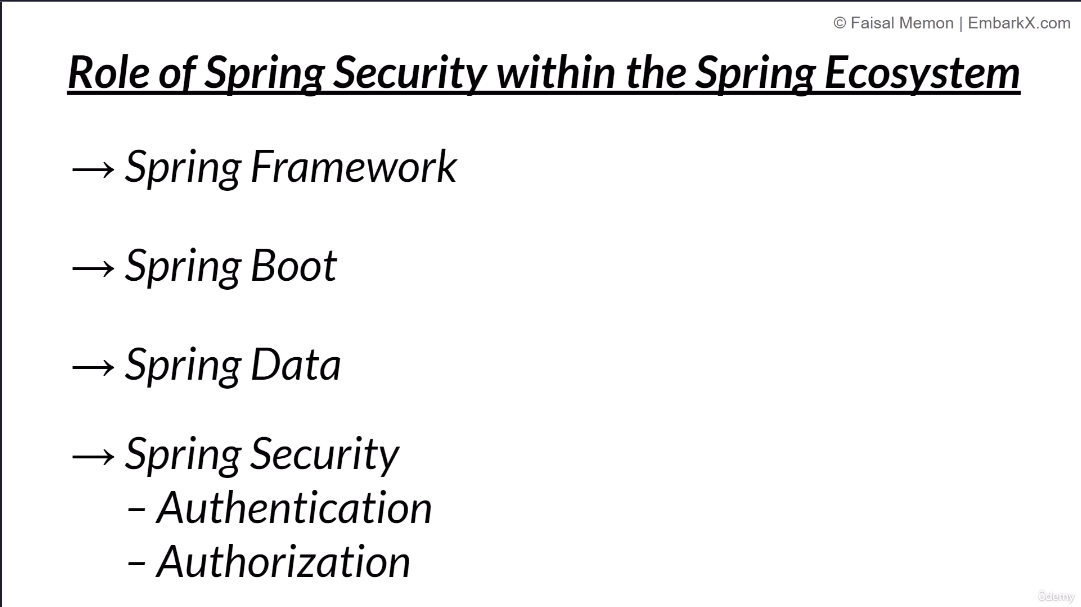 © Faisal Memon | EmbarkX.com
Role of Spring Security within the Spring Ecosystem
→ Spring Framework
→ Spring Boot
→ Spring Data
→ Spring Security
– Authentication
– Authorization
ûdemy